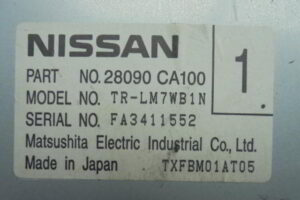 NISSAN
1.
PART NO. 28090 CA100
MODEL NO. TR-LM7WB1N
SERIAL NO. FA3411552
Matsushita Electric Industrial Co., Ltd.
Made in Japan TXFBM01AT05